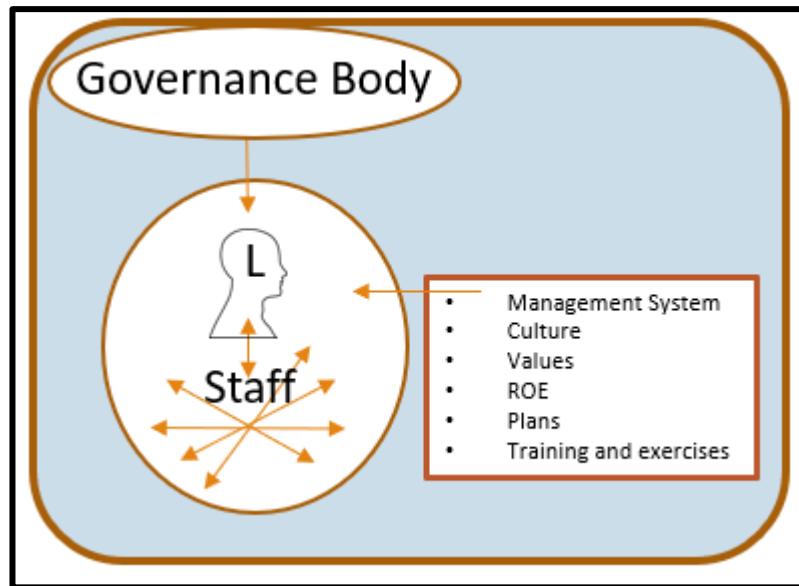 Governance Body
L
Staff
• Management System
• Culture
• Values
• ROE
• Plans
• Training and exercises